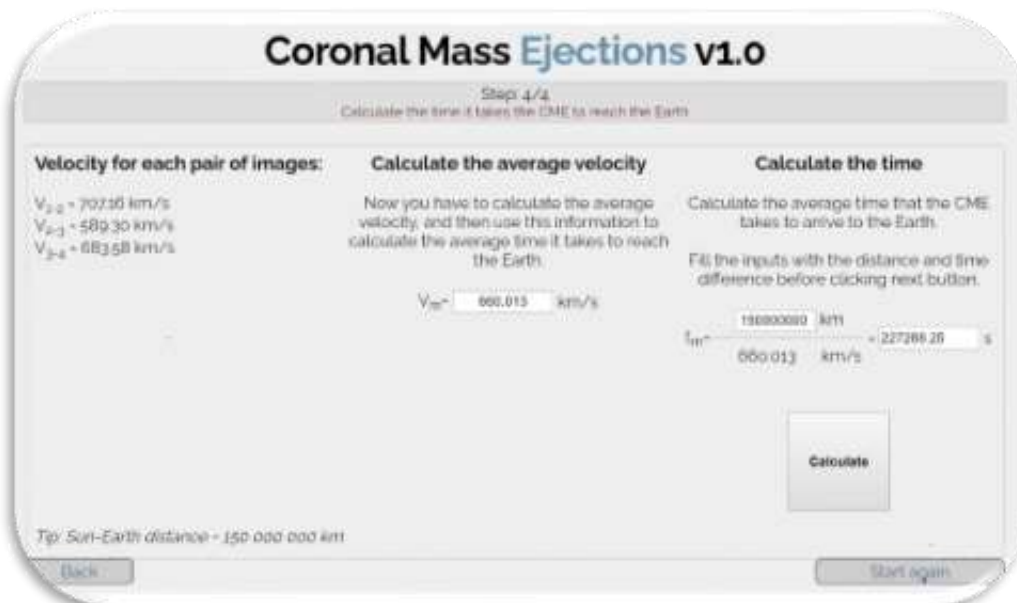 Coronal Mass Ejections v1.0
Step: 4/4
Calculate the time it takes the CME to reach the Earth
Velocity for each pair of images:
V₁₋₂ = 707.16 km/s
V₂₋₃ = 589.30 km/s
V₃₋₄ = 683.58 km/s
Calculate the average velocity
Now you have to calculate the average
velocity, and then use this information to
calculate the average time it takes to reach
the Earth.
Vₘ= 660.013 km/s
Calculate the time
Calculate the average time that the CME
takes to arrive to the Earth.
Fill the inputs with the distance and time
difference before clicking next button.
150000000 km
tₘ= = 227268.25 s
660.013 km/s
Calculate
Tip: Sun-Earth distance = 150 000 000 km
Back
Start again